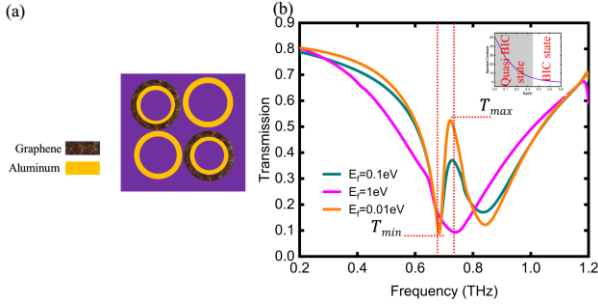 (a)
Graphene
Aluminum
(b)
Transmission
0.9
0.8
0.7
0.6
0.5
0.4
0.3
0.2
0.1
0.0
0.2
0.4
0.6
0.8
1.0
1.2
Frequency (THz)
E_f=0.1eV
E_f=1eV
E_f=0.01eV
T_min
T_max
Quasi BIC
state
BIC state